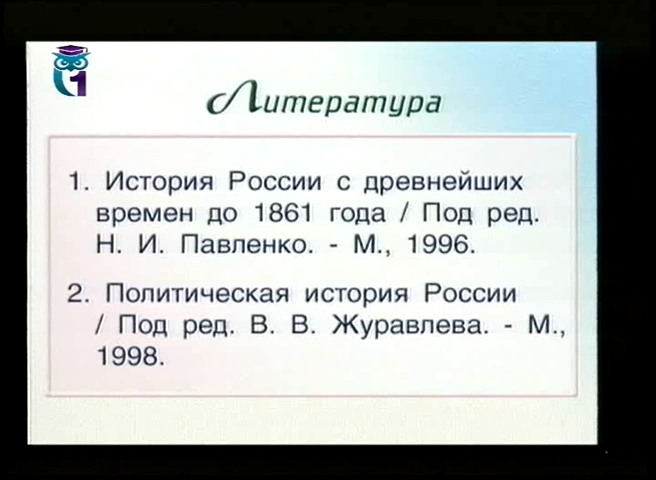 1
Литература
1. История России с древнейших
времен до 1861 года / Под ред.
Н. И. Павленко. - М., 1996.
2. Политическая история России
/ Под ред. В. В. Журавлева. - М.,
1998.